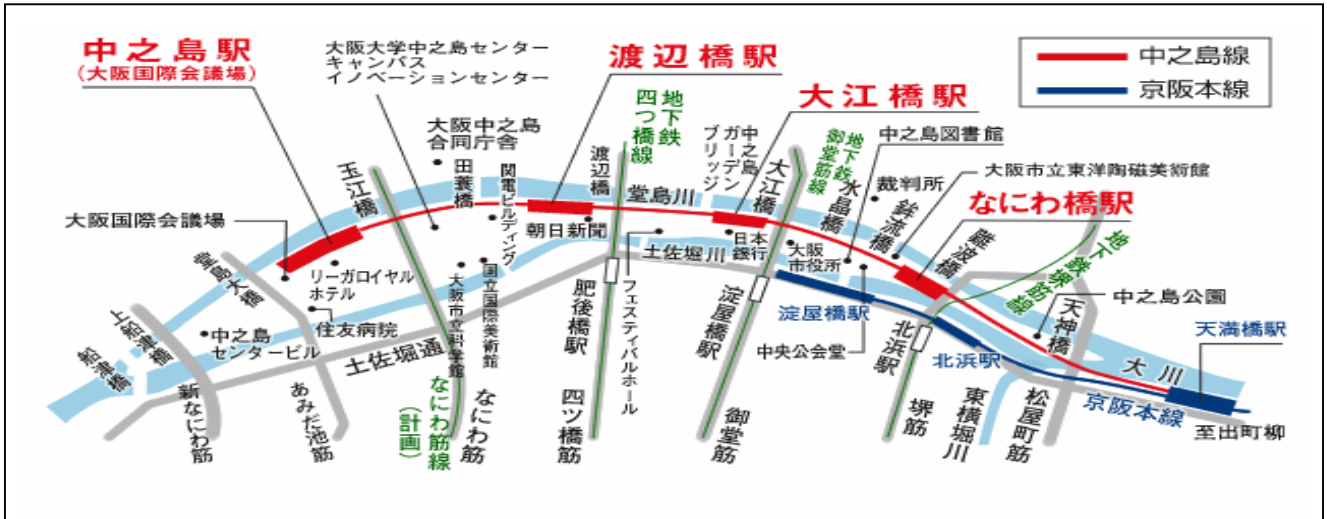 中之島駅
(大阪国際会議場)
大阪大学中之島センター
キャンパス
イノベーションセンター
渡辺橋駅
大江橋駅
中之島線
京阪本線
地下鉄
四つ橋線
大阪中之島
合同庁舎
玉江橋
田蓑橋
関電ビルディング
渡辺橋
中之島
ガーデン
ブリッジ
大江橋
地下鉄
御堂筋線
水晶橋
中之島図書館
裁判所
鉾流橋
大阪市立東洋陶磁美術館
なにわ橋駅
難波橋
地下鉄堺筋線
大阪国際会議場
堂島川
朝日新聞
土佐堀川
日本
銀行
大阪
市役所
堂島大橋
リーガロイヤル
ホテル
上船津橋
船津橋
中之島
センタービル
住友病院
土佐堀通
大阪市立科学館
国立国際美術館
肥後橋駅
フェスティバルホール
淀屋橋駅
淀屋橋駅
中央公会堂
北浜駅
北浜駅
天神橋
中之島公園
天満橋駅
大川
京阪本線
至出町柳
新なにわ筋
あみだ池筋
なにわ筋線
(計画)
なにわ筋
四ツ橋筋
御堂筋
堺筋
東横堀川
松屋町筋